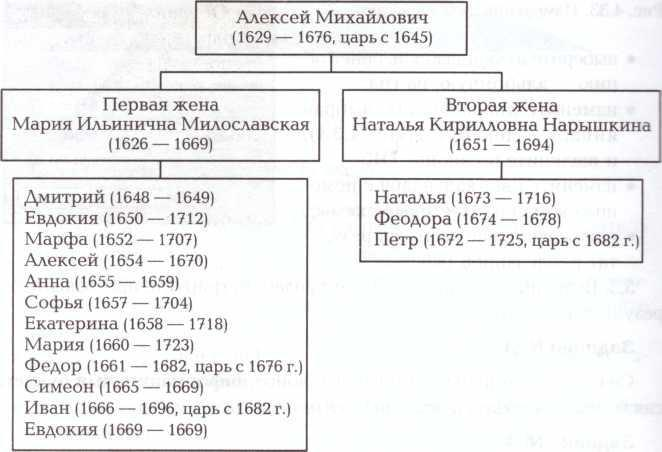 Алексей Михайлович
(1629 — 1676, царь с 1645)
Первая жена
Мария Ильинична Милославская
(1626 — 1669)
Вторая жена
Наталья Кирилловна Нарышкина
(1651 — 1694)
Дмитрий (1648 — 1649)
Евдокия (1650 — 1712)
Марфа (1652 — 1707)
Алексей (1654 — 1670)
Анна (1655 — 1659)
Софья (1657 — 1704)
Екатерина (1658 — 1718)
Мария (1660 — 1723)
Федор (1661 — 1682, царь с 1676 г.)
Симеон (1665 — 1669)
Иван (1666 — 1696, царь с 1682 г.)
Евдокия (1669 — 1669)
Наталья (1673 — 1716)
Феодора (1674 — 1678)
Петр (1672 — 1725, царь с 1682 г.)